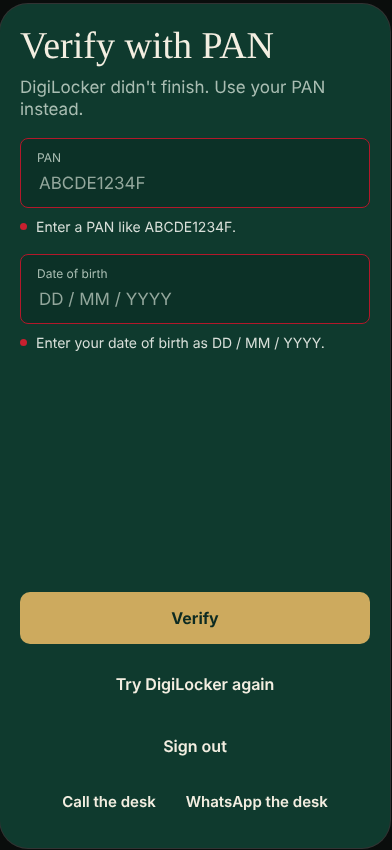 Verify with PAN
DigiLocker didn't finish. Use your PAN
instead.
PAN
ABCDE1234F
Enter a PAN like ABCDE1234F.
Date of birth
DD / MM / YYYY
Enter your date of birth as DD / MM / YYYY.
Verify
Try DigiLocker again
Sign out
Call the desk WhatsApp the desk